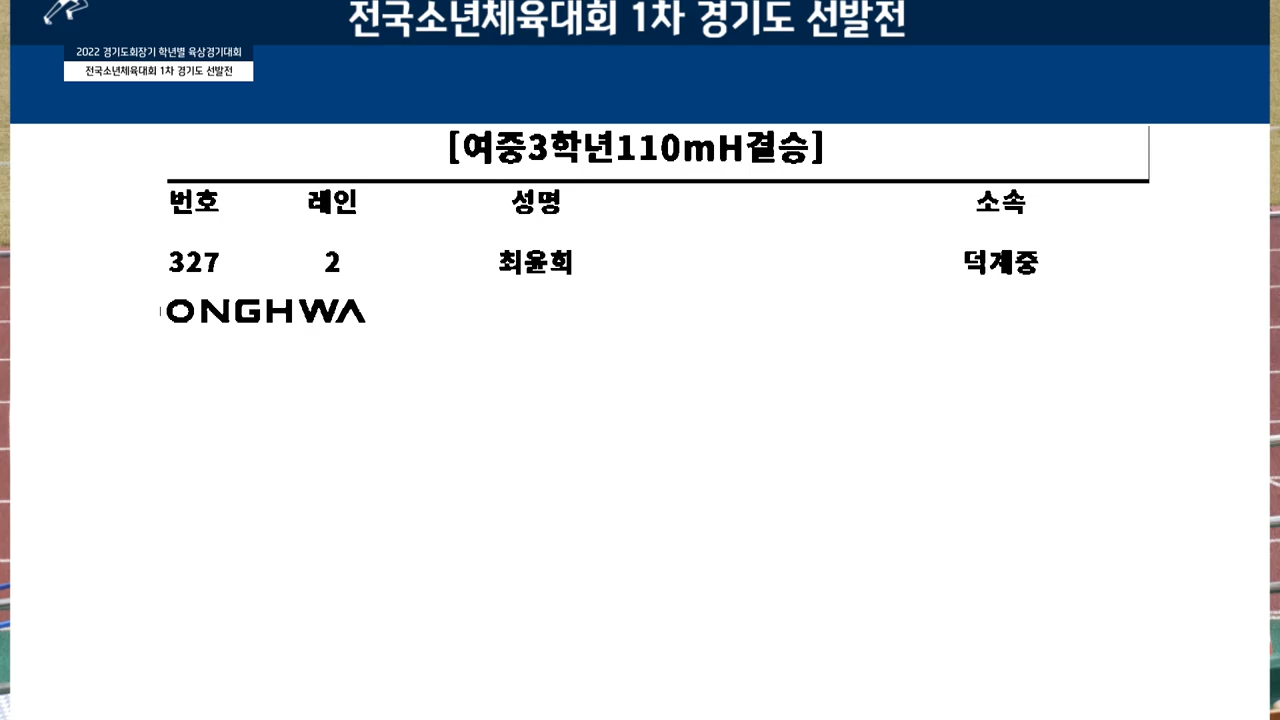 전국소년체육대회 1차 경기도 선발전
2022 경기도회장기 학년별 육상경기대회
전국소년체육대회 1차 경기도 선발전
[여중3학년110mH결승]
번호 레인 성명 소속
327 2 최윤희 덕계중
ONGHWA